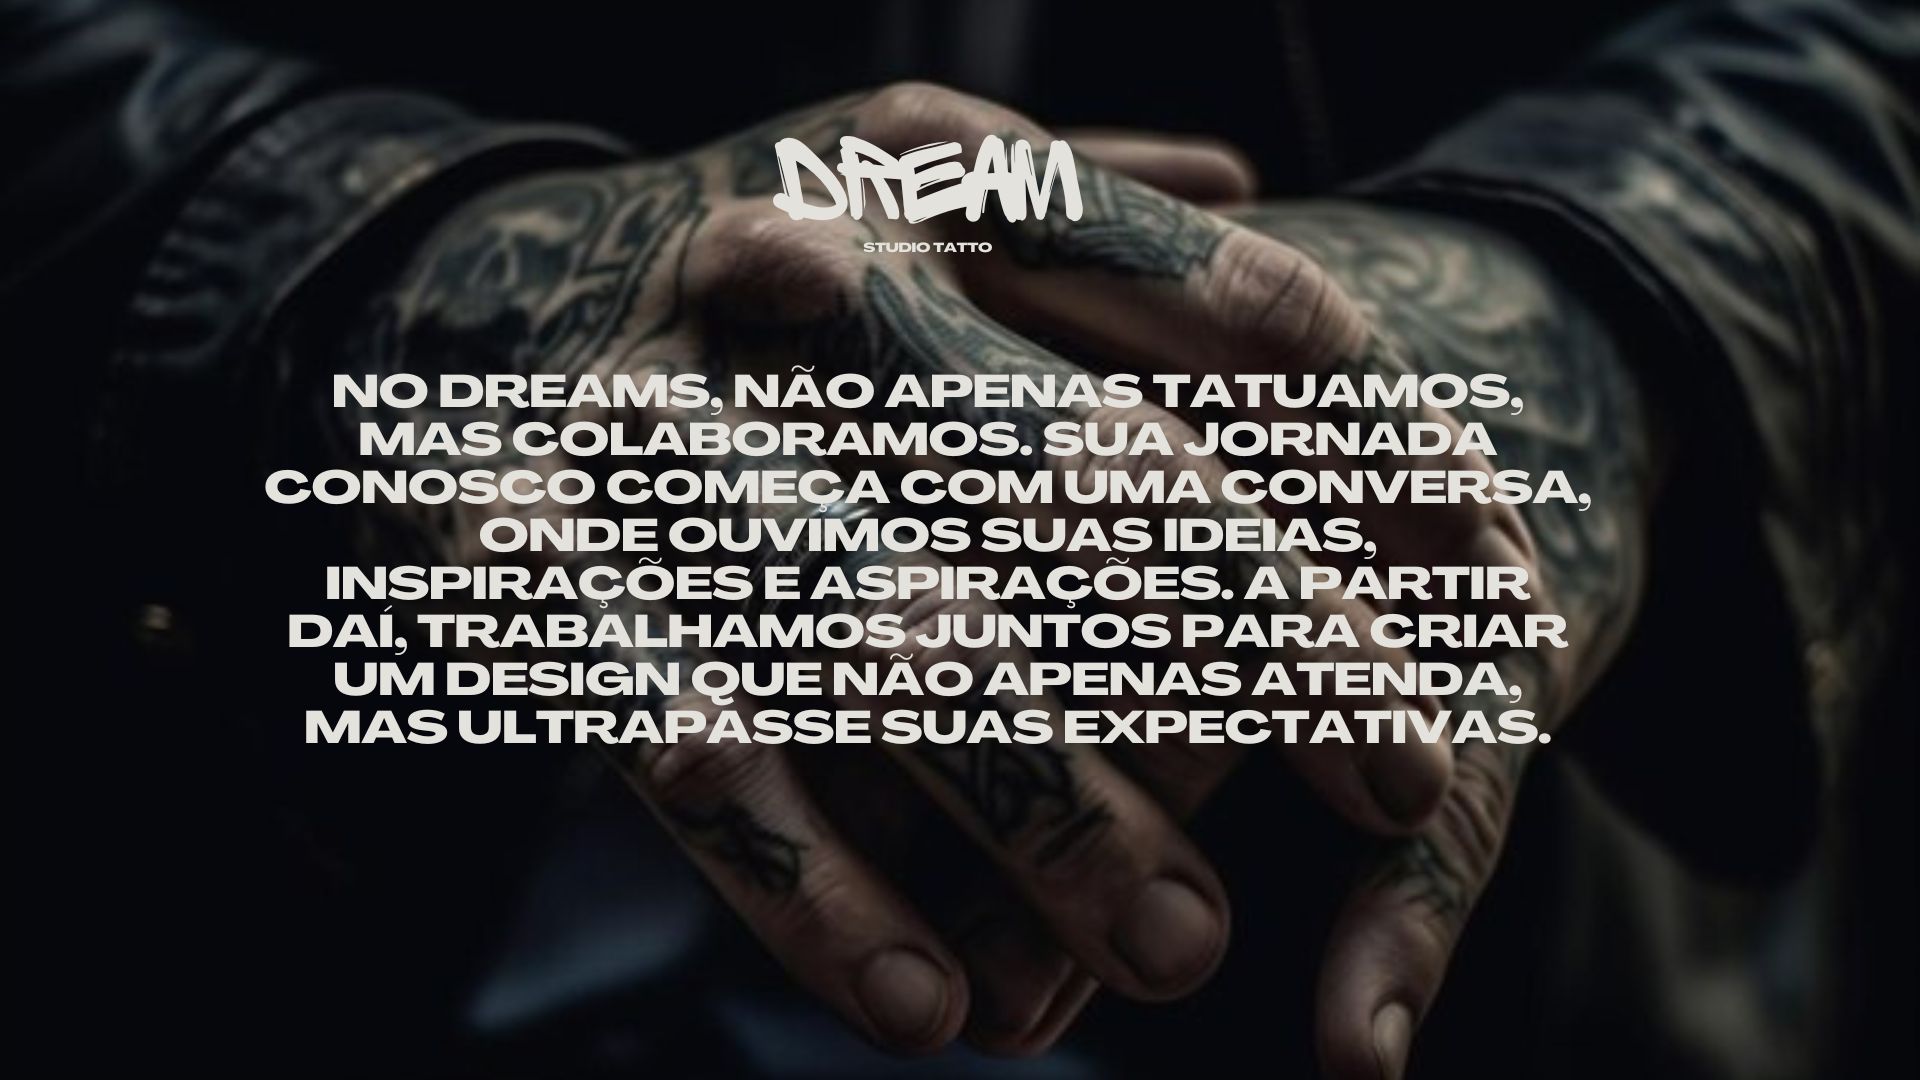 DREAM
STUDIO TATTO
NO DREAMS, NÃO APENAS TATUAMOS,
MAS COLABORAMOS. SUA JORNADA
CONOSCO COMEÇA COM UMA CONVERSA,
ONDE OUVIMOS SUAS IDEIAS,
INSPIRAÇÕES E ASPIRAÇÕES. A PARTIR
DAÍ, TRABALHAMOS JUNTOS PARA CRIAR
UM DESIGN QUE NÃO APENAS ATENDA,
MAS ULTRAPASSE SUAS EXPECTATIVAS.